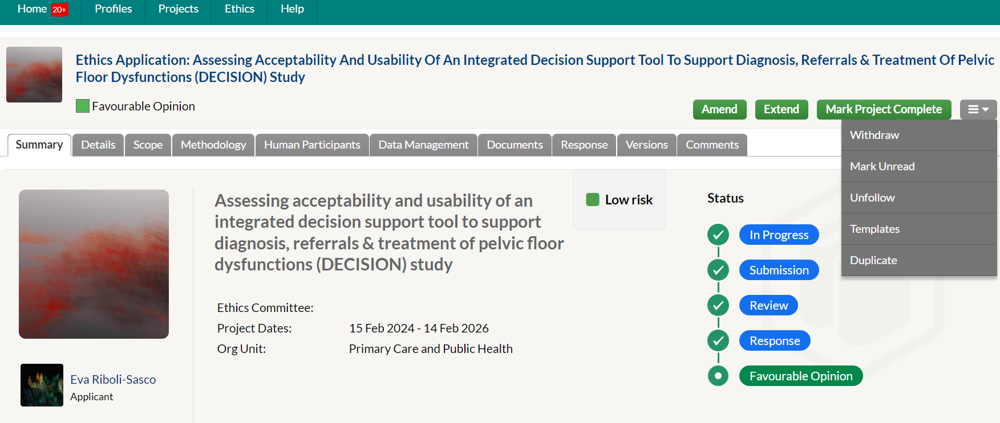 Home 20+ Profiles Projects Ethics Help
Ethics Application: Assessing Acceptability And Usability Of An Integrated Decision Support Tool To Support Diagnosis, Referrals & Treatment Of Pelvic
Floor Dysfunctions (DECISION) Study
Favourable Opinion
Amend Extend Mark Project Complete
Withdraw
Mark Unread
Unfollow
Templates
Duplicate
Summary Details Scope Methodology Human Participants Data Management Documents Response Versions Comments
Assessing acceptability and usability of an
integrated decision support tool to support
diagnosis, referrals & treatment of pelvic floor
dysfunctions (DECISION) study
Low risk
Ethics Committee:
Project Dates: 15 Feb 2024 - 14 Feb 2026
Org Unit: Primary Care and Public Health
Eva Riboli-Sasco
Applicant
Status
In Progress
Submission
Review
Response
Favourable Opinion